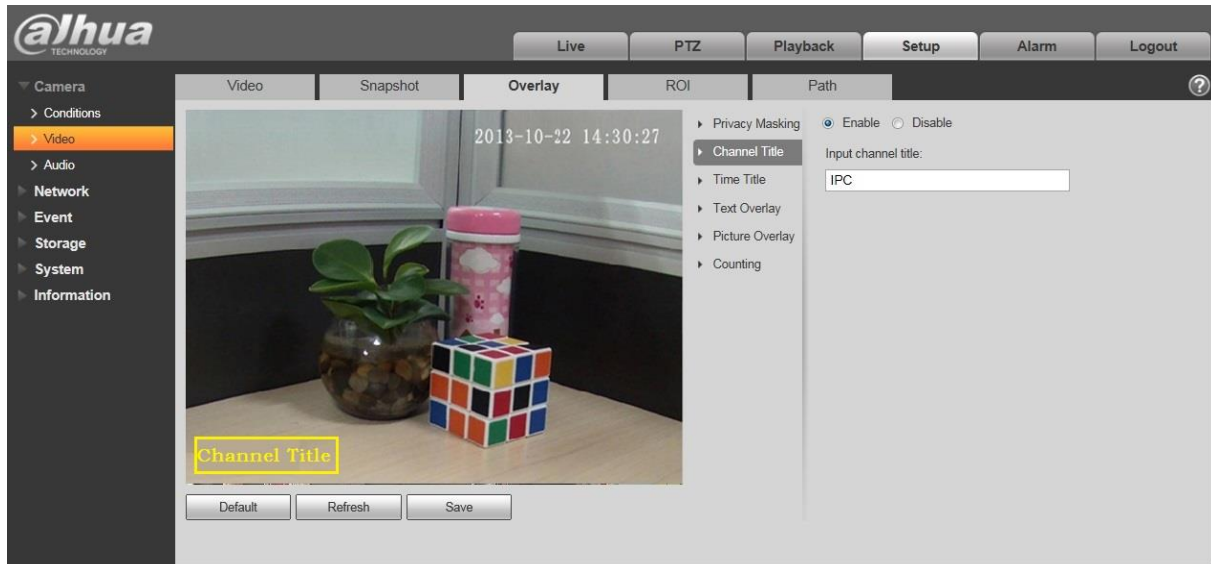 alhua
TECHNOLOGY
Live PTZ Playback Setup Alarm Logout
Camera
Conditions
Video
Audio
Network
Event
Storage
System
Information
Video Snapshot Overlay ROI Path
?
2013-10-22 14:30:27
Channel Title
Privacy Masking
Channel Title
Time Title
Text Overlay
Picture Overlay
Counting
Enable Disable
Input channel title:
IPC
Default Refresh Save